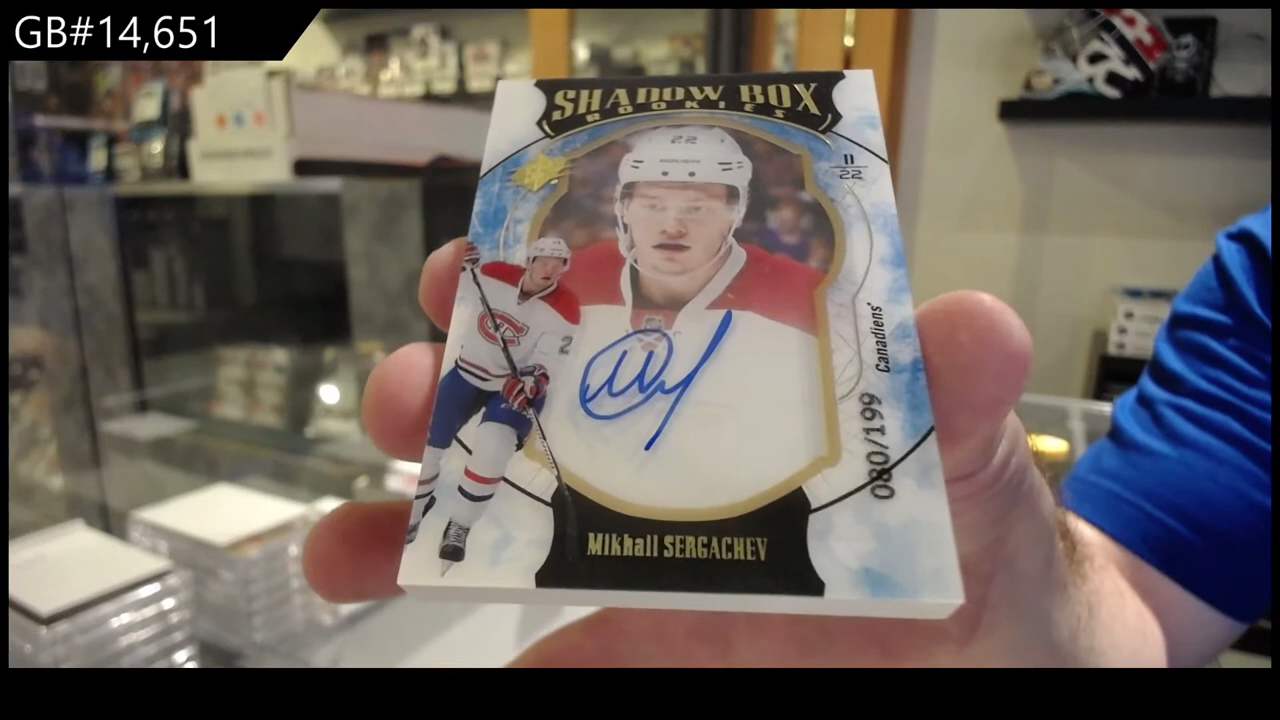 GB#14,651
SHADOW BOX
ROOKIES
22
11
22
Canadiens'
080/199
Mikhail SERGACHEV